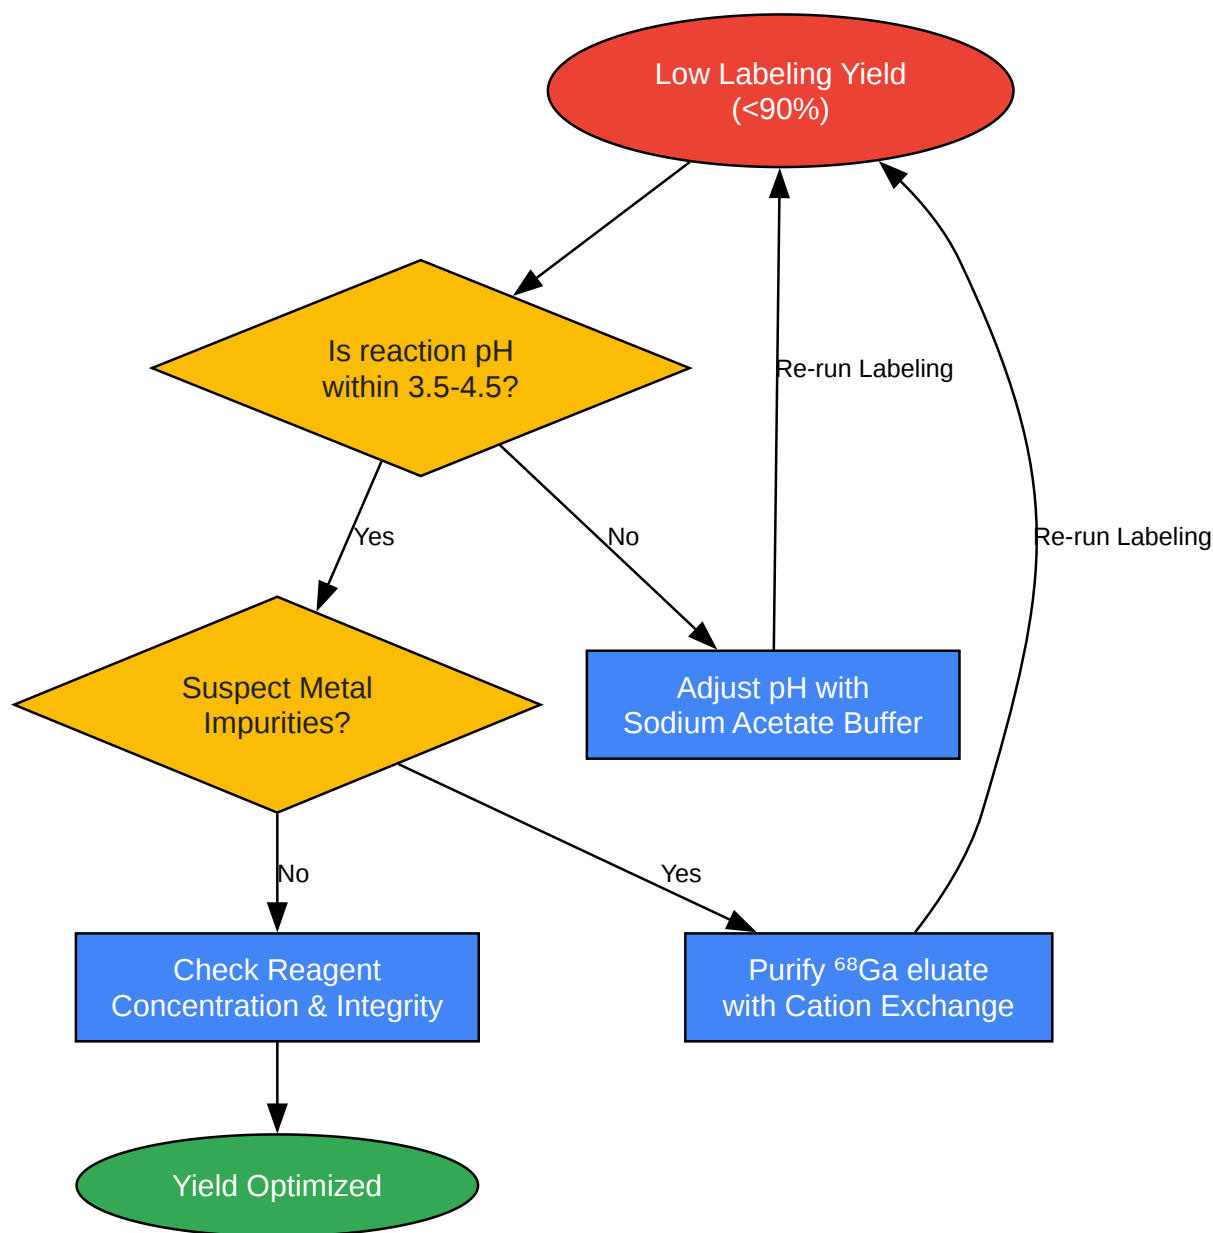 Low Labeling Yield
(<90%)
Is reaction pH
within 3.5-4.5?
Re-run Labeling
Yes
No
Re-run Labeling
Suspect Metal
Impurities?
Adjust pH with
Sodium Acetate Buffer
No
Yes
Check Reagent
Concentration & Integrity
Purify ⁶⁸Ga eluate
with Cation Exchange
Yield Optimized